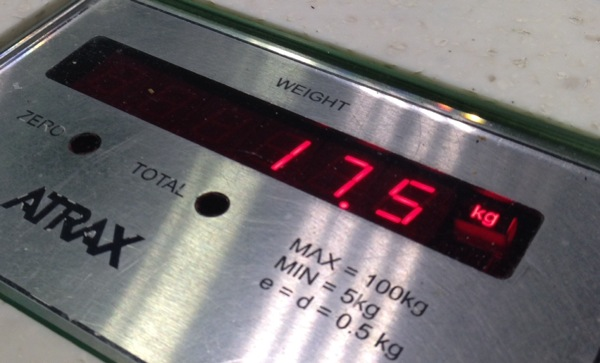 WEIGHT
17.5 kg
ZERO
TOTAL
ATRAX
MAX = 100kg
MIN = 5kg
e = d = 0.5 kg